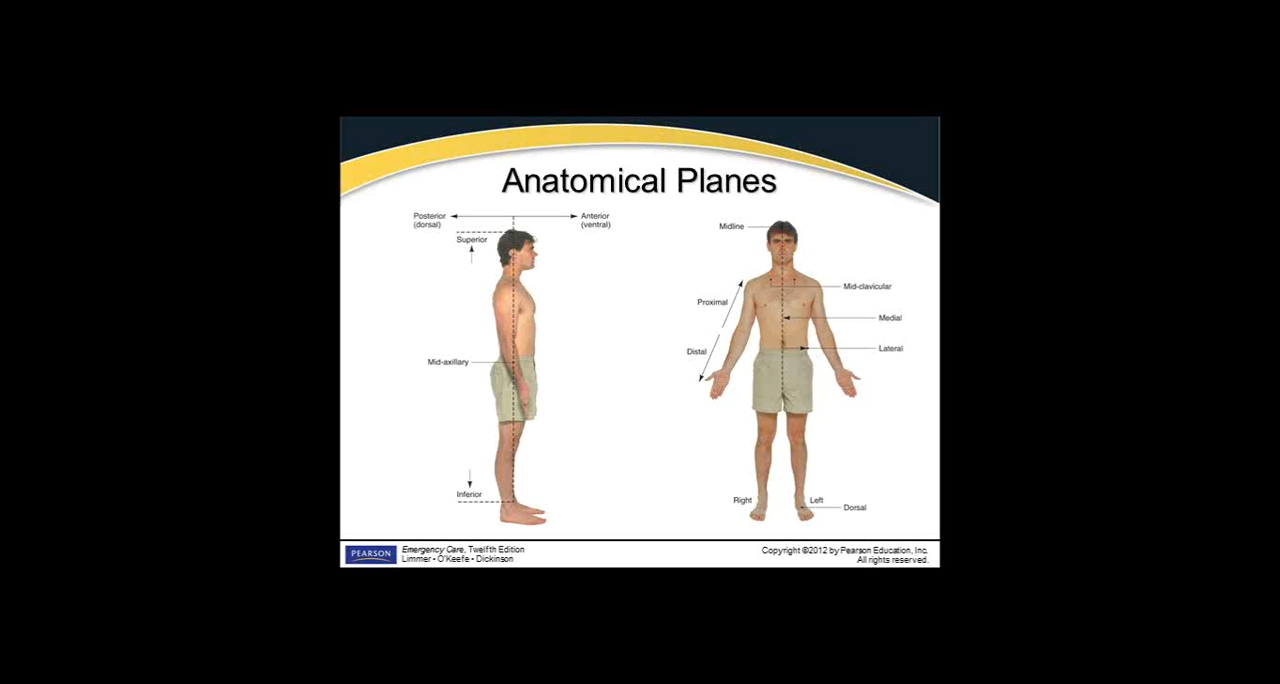 Anatomical Planes
Posterior
(dorsal)
Anterior
(ventral)
Superior
Mid-axillary
Inferior
Midline
Mid-clavicular
Proximal
Medial
Distal
Lateral
Right
Left
Dorsal
PEARSON
Emergency Care, Twelfth Edition
Limmer • O'Keefe • Dickinson
Copyright ©2012 by Pearson Education, Inc.
All rights reserved.